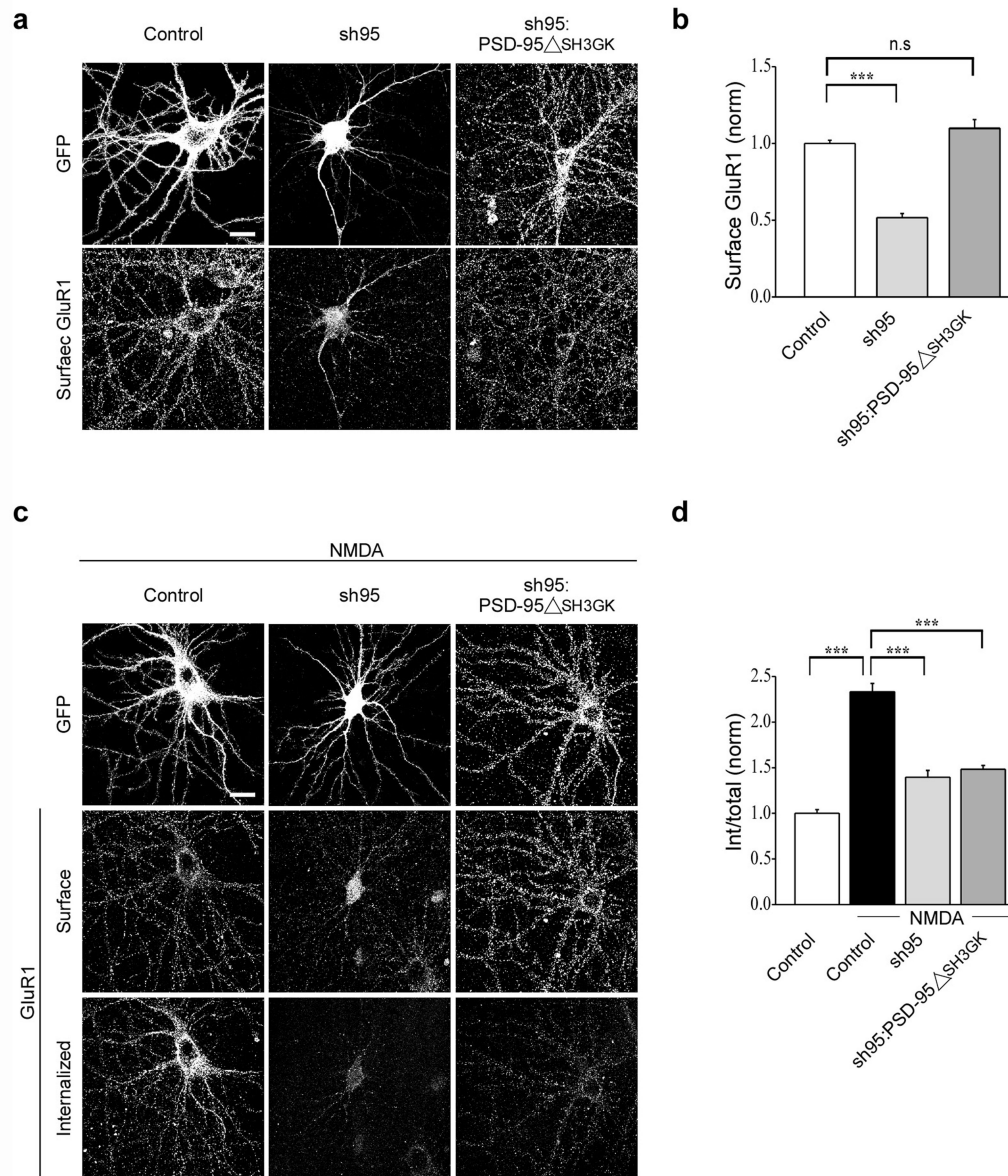 a
Control
sh95
sh95:
PSD-95△SH3GK
GFP
Surfaec GluR1
b
n.s
***
1.5
1.0
0.5
0.0
Surface GluR1 (norm)
Control
sh95
sh95:PSD-95△SH3GK
c
NMDA
Control
sh95
sh95:
PSD-95△SH3GK
GFP
Surface
Internalized
GluR1
d
***
***
***
2.5
2.0
1.5
1.0
0.5
0.0
Int/total (norm)
NMDA
Control
Control
sh95
sh95:PSD-95△SH3GK